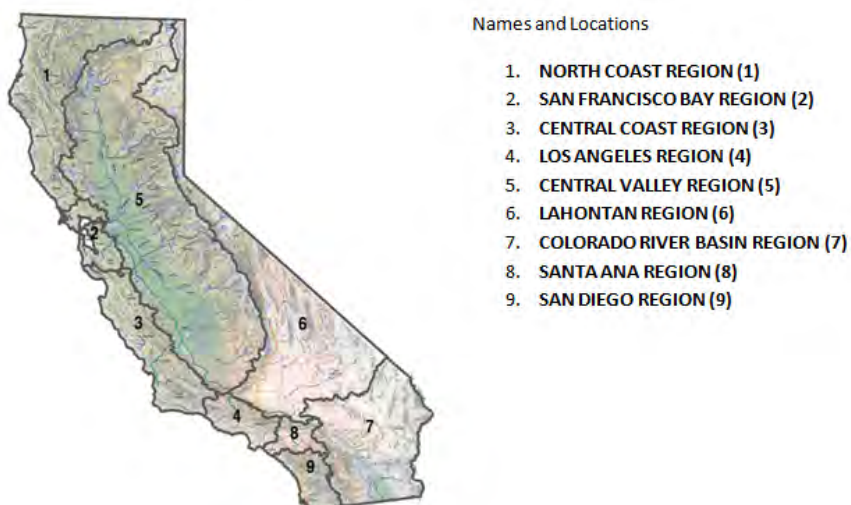 Names and Locations
1. NORTH COAST REGION (1)
2. SAN FRANCISCO BAY REGION (2)
3. CENTRAL COAST REGION (3)
4. LOS ANGELES REGION (4)
5. CENTRAL VALLEY REGION (5)
6. LAHONTAN REGION (6)
7. COLORADO RIVER BASIN REGION (7)
8. SANTA ANA REGION (8)
9. SAN DIEGO REGION (9)
1
5
2
3
6
4
8
7
9